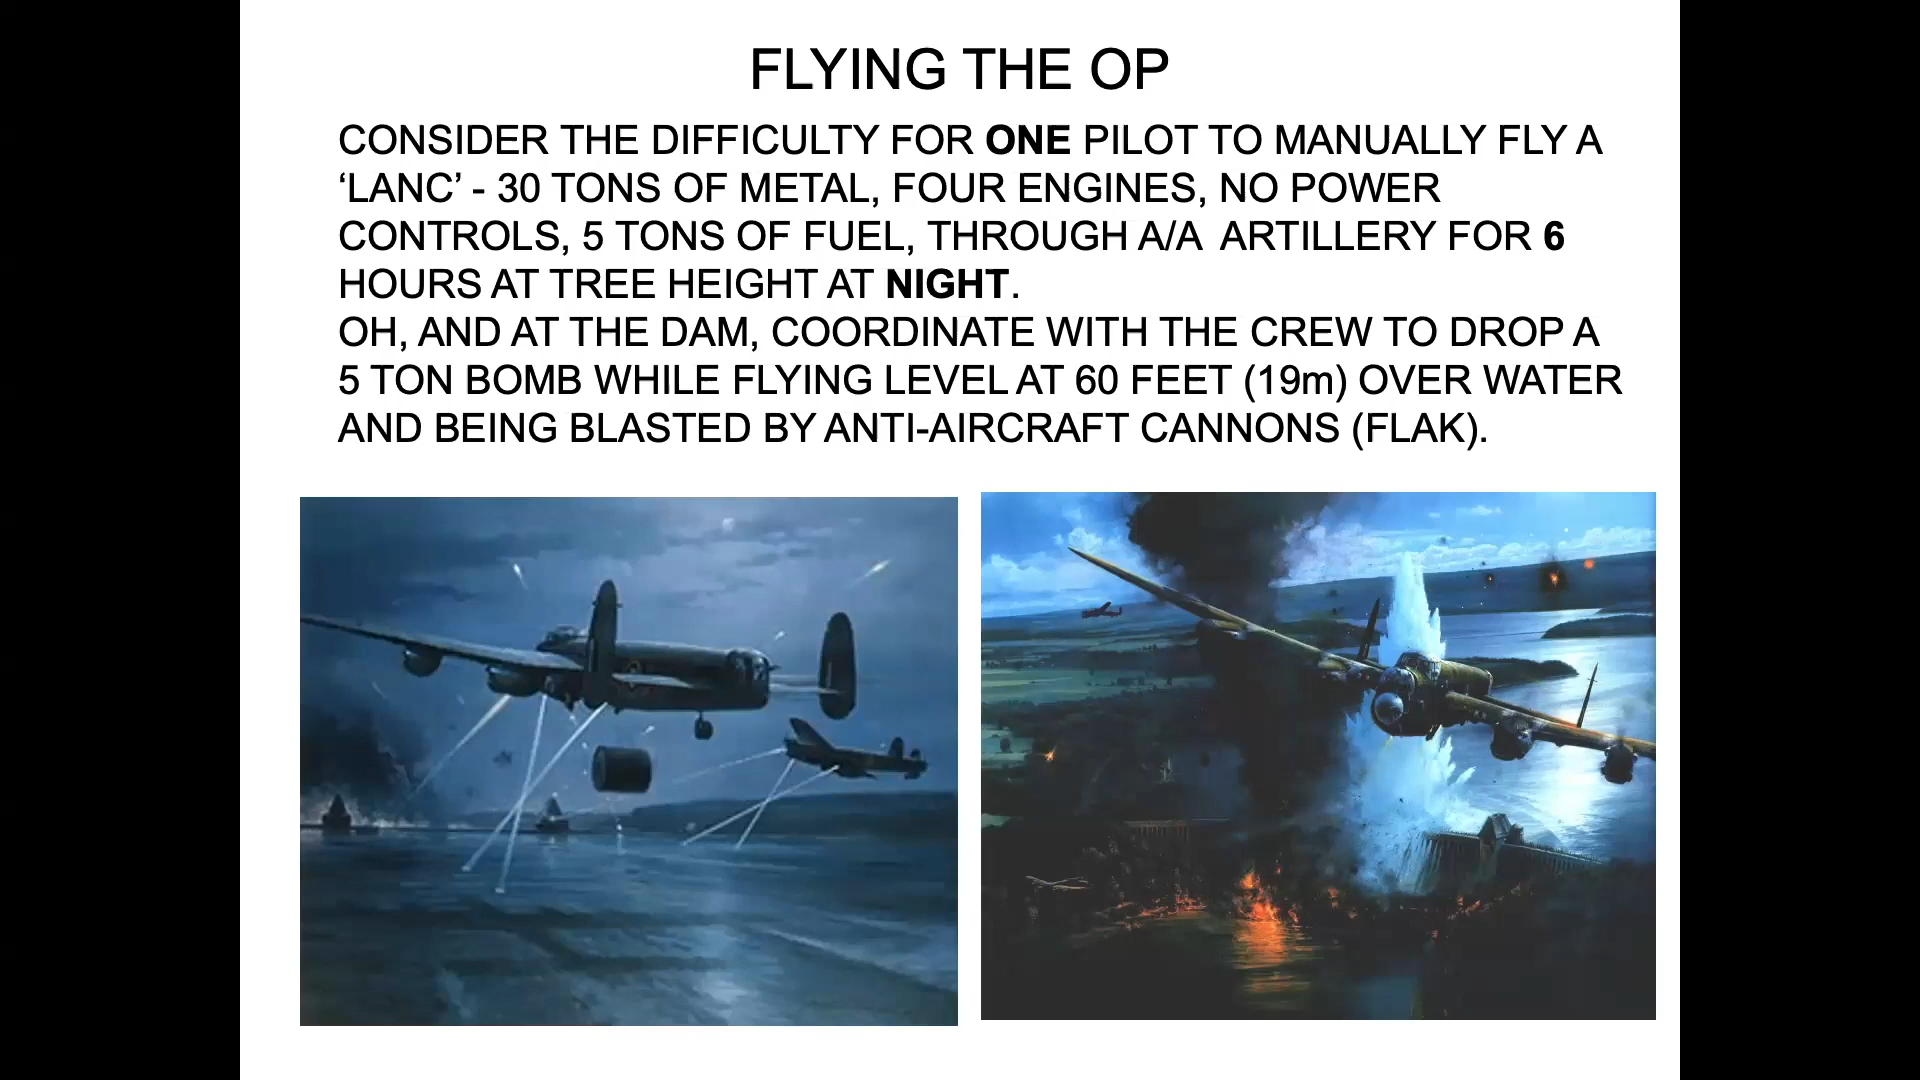 FLYING THE OP
CONSIDER THE DIFFICULTY FOR ONE PILOT TO MANUALLY FLY A
‘LANC’ - 30 TONS OF METAL, FOUR ENGINES, NO POWER
CONTROLS, 5 TONS OF FUEL, THROUGH A/A ARTILLERY FOR 6
HOURS AT TREE HEIGHT AT NIGHT.
OH, AND AT THE DAM, COORDINATE WITH THE CREW TO DROP A
5 TON BOMB WHILE FLYING LEVEL AT 60 FEET (19m) OVER WATER
AND BEING BLASTED BY ANTI-AIRCRAFT CANNONS (FLAK).